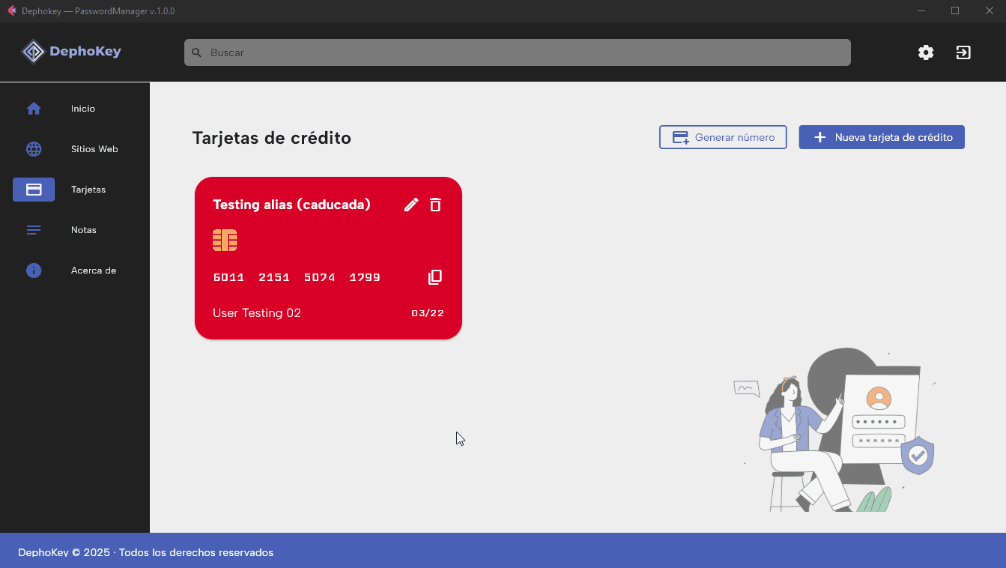 Dephokey — PasswordManager v.1.0.0
DephoKey
Buscar
Inicio
Sitios Web
Tarjetas
Notas
Acerca de
Tarjetas de crédito
Generar número
Nueva tarjeta de crédito
Testing alias (caducada)
6011 2151 5074 1799
User Testing 02
03/22
DephoKey © 2025 · Todos los derechos reservados